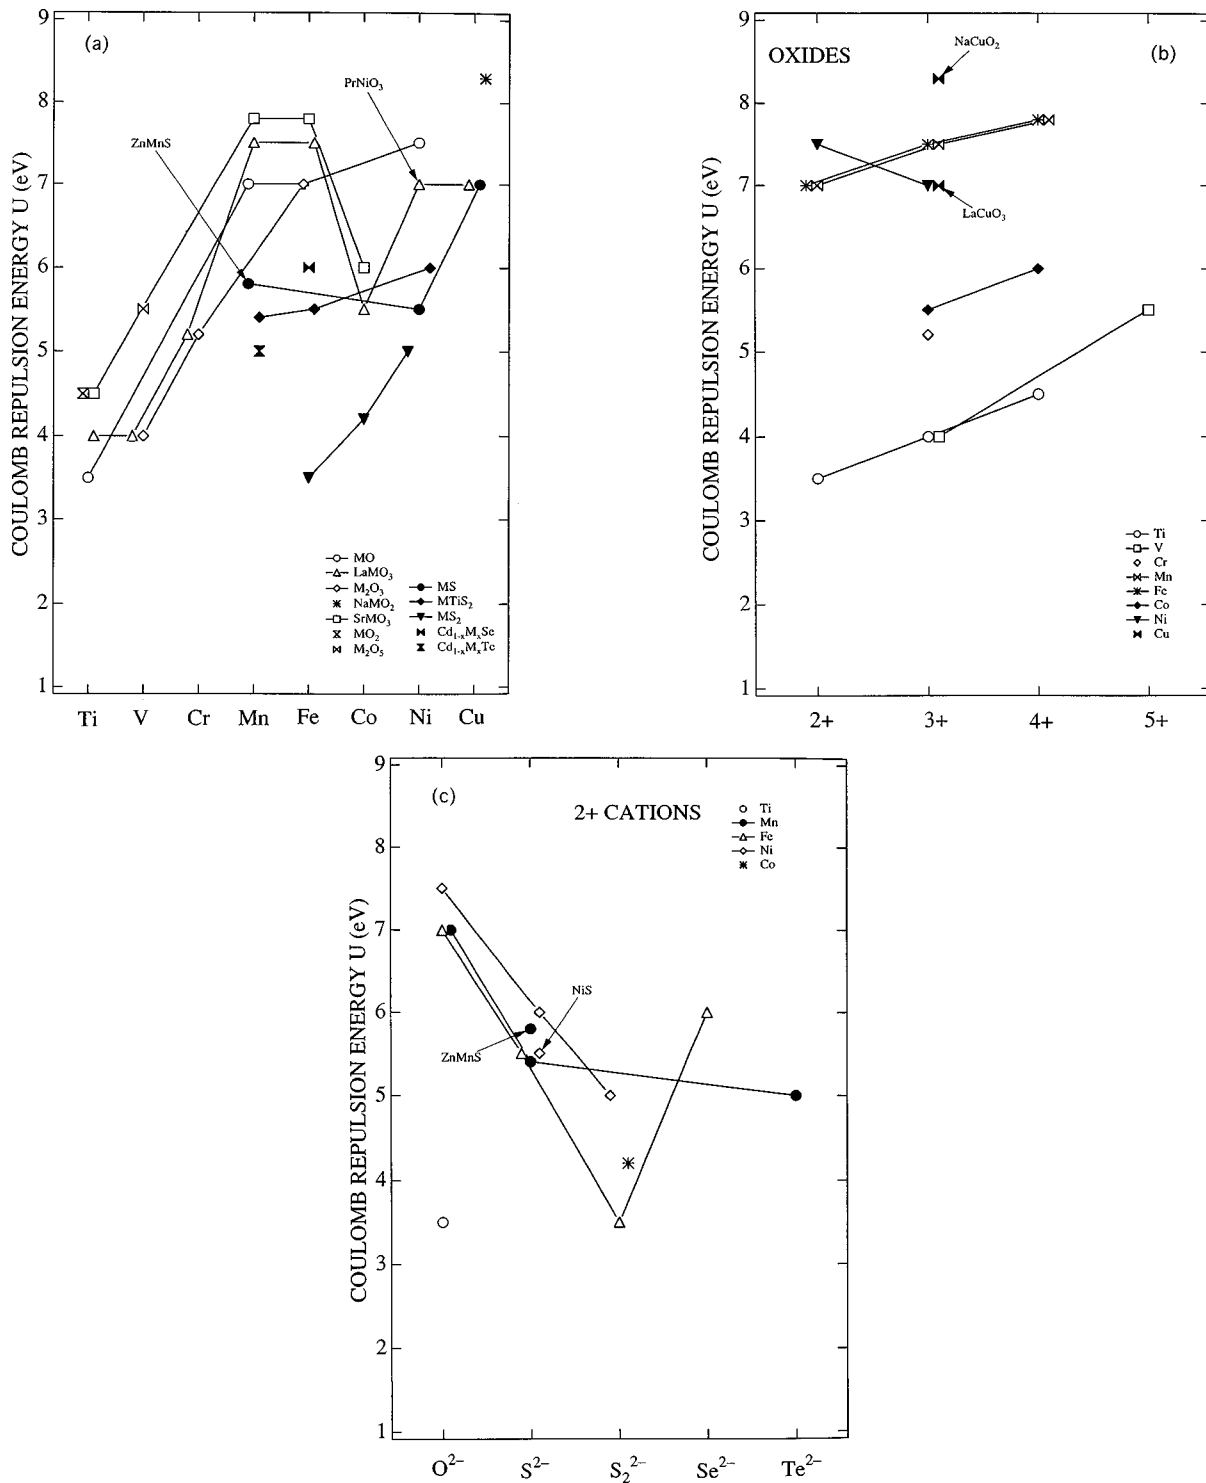 (a)
COULOMB REPULSION ENERGY U (eV)
9
8
7
6
5
4
3
2
1
PrNiO3
ZnMnS
MO
LaMO3
M2O3
NaMO2
SrMO3
MO2
M2O5
MS
MTiS2
MS2
Cd1-xMxSe
Cd1-xMxTe
Ti V Cr Mn Fe Co Ni Cu
OXIDES
(b)
COULOMB REPULSION ENERGY U (eV)
9
8
7
6
5
4
3
2
1
NaCuO2
LaCuO3
Ti
V
Cr
Mn
Fe
Co
Ni
Cu
2+ 3+ 4+ 5+
(c)
2+ CATIONS
COULOMB REPULSION ENERGY U (eV)
9
8
7
6
5
4
3
2
1
Ti
Mn
Fe
Ni
Co
NiS
ZnMnS
O2- S2- S22- Se2- Te2-